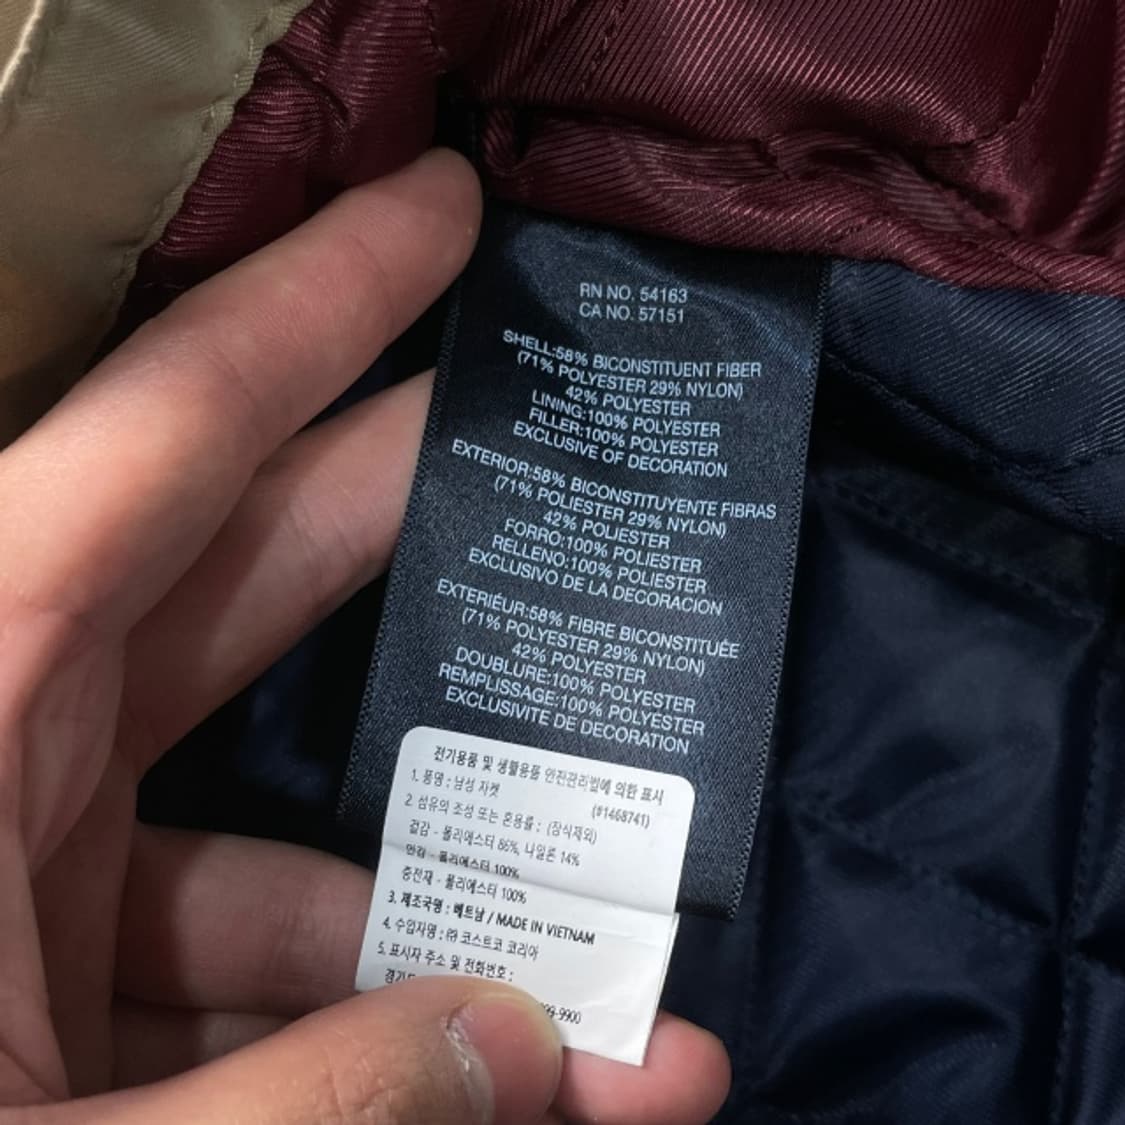 RN NO. 54163
CA NO. 57151
SHELL:58% BICONSTITUENT FIBER
(71% POLYESTER 29% NYLON)
42% POLYESTER
LINING:100% POLYESTER
FILLER:100% POLYESTER
EXCLUSIVE OF DECORATION
EXTERIOR:58% BICONSTITUYENTE FIBRAS
(71% POLIESTER 29% NYLON)
42% POLIESTER
FORRO:100% POLIESTER
RELLENO:100% POLIESTER
EXCLUSIVO DE LA DECORACION
EXTERIÉUR:58% FIBRE BICONSTITUÉE
(71% POLYESTER 29% NYLON)
42% POLYESTER
DOUBLURE:100% POLYESTER
REMPLISSAGE:100% POLYESTER
EXCLUSIVITE DE DECORATION
전기용품 및 생활용품 안전관리법에 의한 표시
1. 품명 : 남성 자켓 (#1468741)
2. 섬유의 조성 또는 혼용률 : (장식제외)
겉감 - 폴리에스터 86%, 나일론 14%
안감 - 폴리에스터 100%
충전재 - 폴리에스터 100%
3. 제조국명 : 베트남 / MADE IN VIETNAM
4. 수입자명 : ㈜ 코스트코 코리아
5. 표시자 주소 및 전화번호 :
99-9900